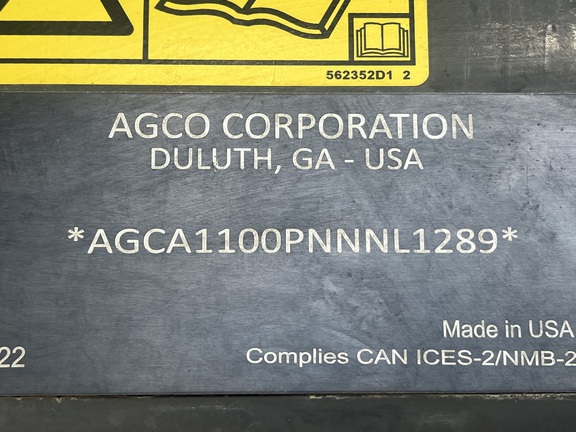 562352D1 2
AGCO CORPORATION
DULUTH, GA - USA
*AGCA1100PNNNL1289*
Made in USA
22
Complies CAN ICES-2/NMB-2